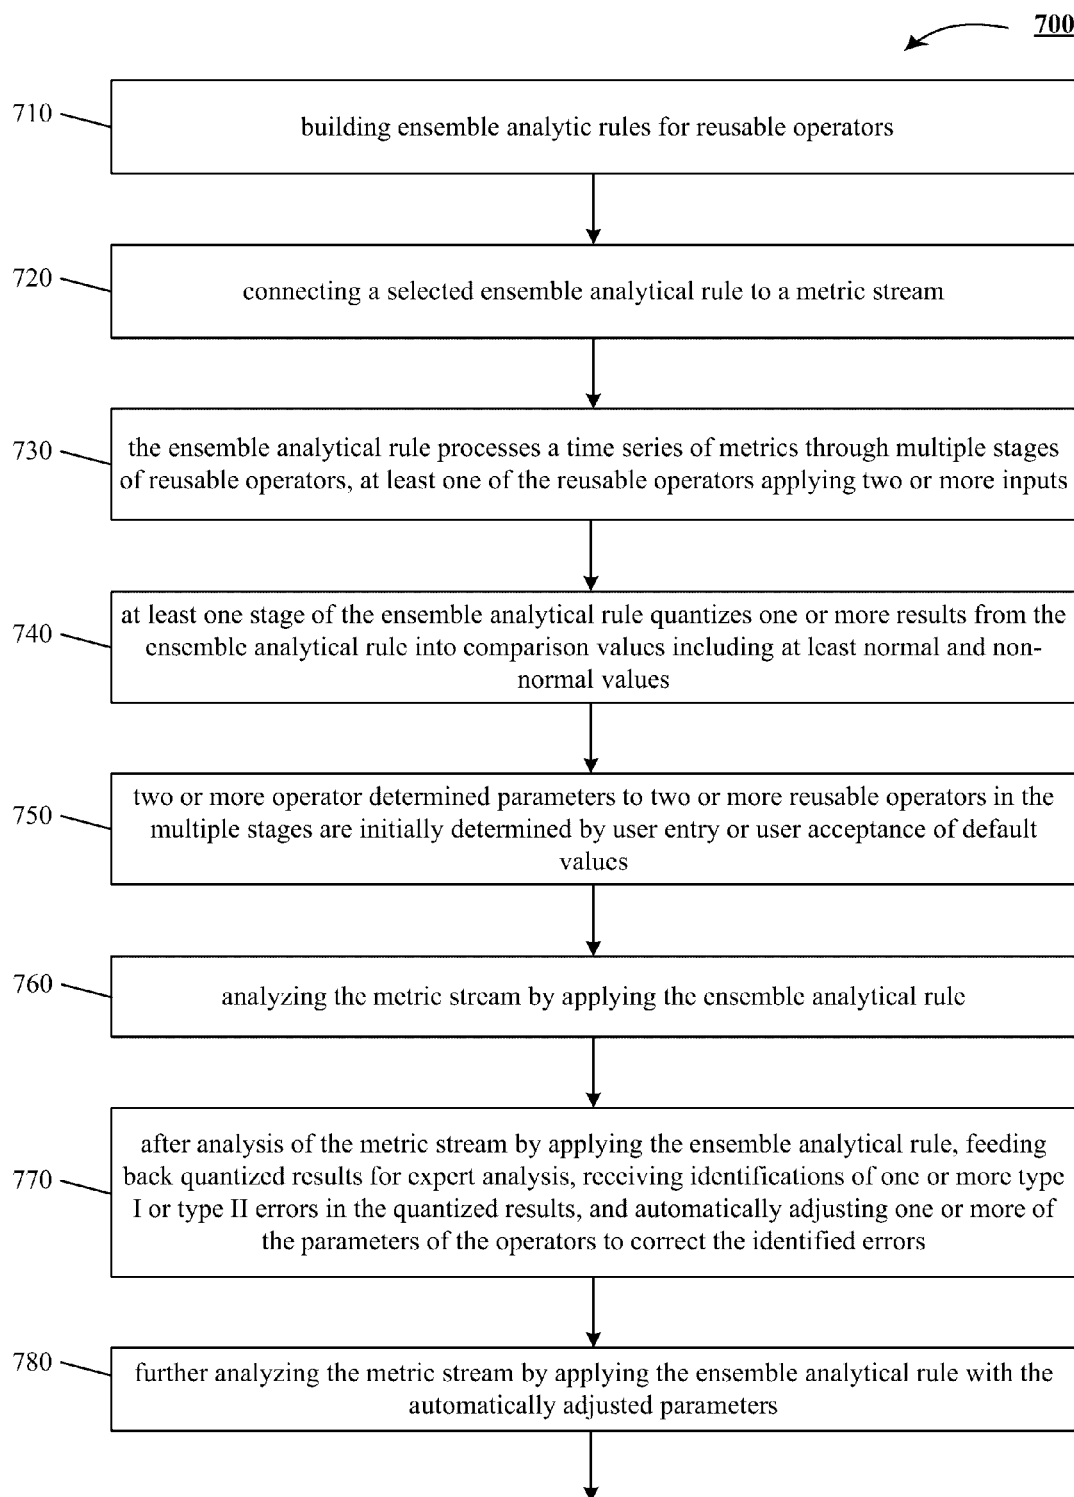 700
710
building ensemble analytic rules for reusable operators
720
connecting a selected ensemble analytical rule to a metric stream
730
the ensemble analytical rule processes a time series of metrics through multiple stages
of reusable operators, at least one of the reusable operators applying two or more inputs
740
at least one stage of the ensemble analytical rule quantizes one or more results from the
ensemble analytical rule into comparison values including at least normal and non-
normal values
750
two or more operator determined parameters to two or more reusable operators in the
multiple stages are initially determined by user entry or user acceptance of default
values
760
analyzing the metric stream by applying the ensemble analytical rule
770
after analysis of the metric stream by applying the ensemble analytical rule, feeding
back quantized results for expert analysis, receiving identifications of one or more type
I or type II errors in the quantized results, and automatically adjusting one or more of
the parameters of the operators to correct the identified errors
780
further analyzing the metric stream by applying the ensemble analytical rule with the
automatically adjusted parameters